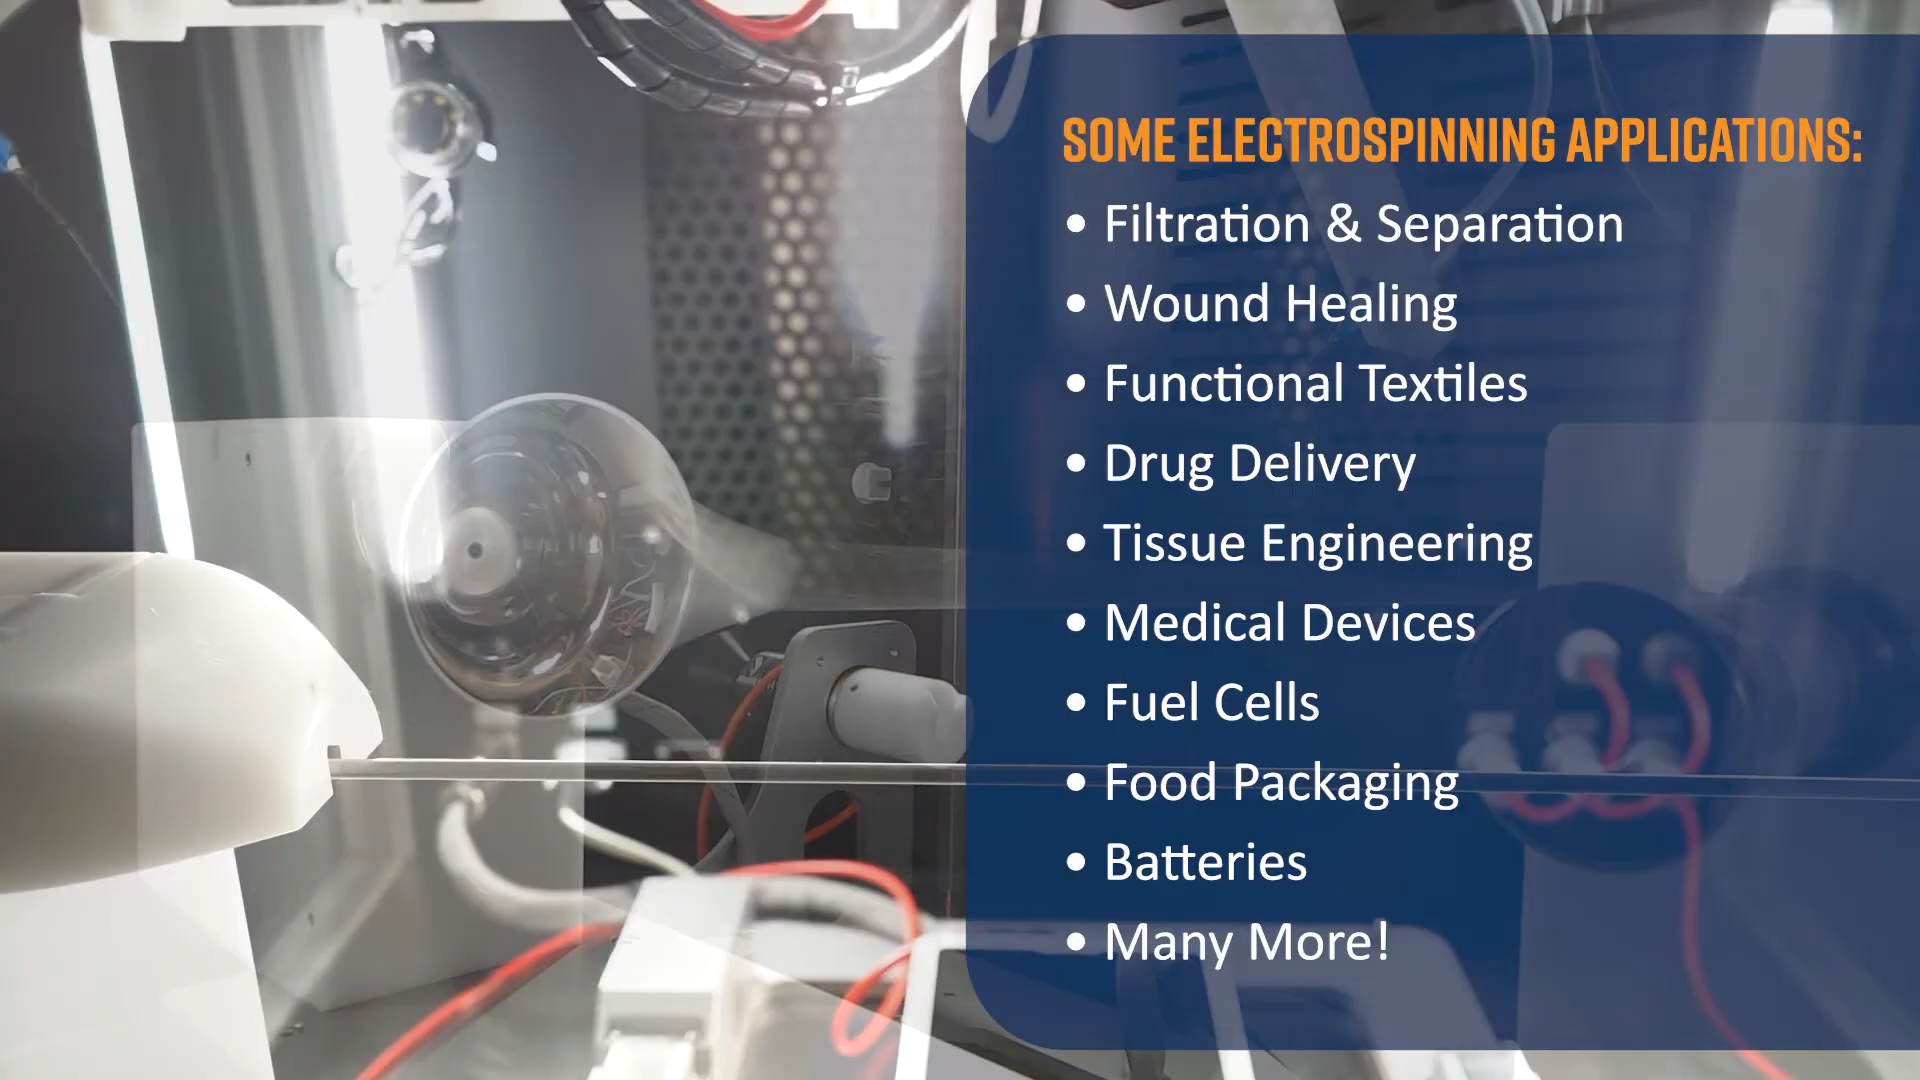 SOME ELECTROSPINNING APPLICATIONS:
• Filtration & Separation
• Wound Healing
• Functional Textiles
• Drug Delivery
• Tissue Engineering
• Medical Devices
• Fuel Cells
• Food Packaging
• Batteries
• Many More!